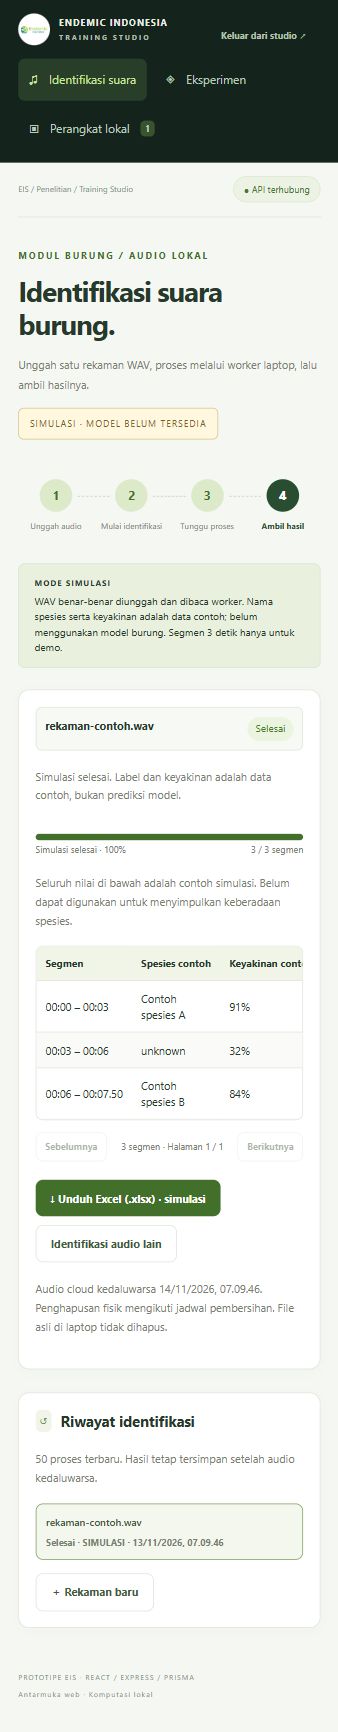 ENDEMIC INDONESIA
TRAINING STUDIO
Keluar dari studio ↗
Identifikasi suara
Eksperimen
Perangkat lokal 1
EIS / Penelitian / Training Studio
● API terhubung
MODUL BURUNG / AUDIO LOKAL
Identifikasi suara
burung.
Unggah satu rekaman WAV, proses melalui worker laptop, lalu
ambil hasilnya.
SIMULASI · MODEL BELUM TERSEDIA
1 2 3 4
Unggah audio Mulai identifikasi Tunggu proses Ambil hasil
MODE SIMULASI
WAV benar-benar diunggah dan dibaca worker. Nama
spesies serta keyakinan adalah data contoh; belum
menggunakan model burung. Segmen 3 detik hanya untuk
demo.
rekaman-contoh.wav Selesai
Simulasi selesai. Label dan keyakinan adalah data
contoh, bukan prediksi model.
Simulasi selesai · 100% 3 / 3 segmen
Seluruh nilai di bawah adalah contoh simulasi. Belum
dapat digunakan untuk menyimpulkan keberadaan
spesies.
Segmen Spesies contoh Keyakinan cont
00:00 – 00:03 Contoh spesies A 91%
00:03 – 00:06 unknown 32%
00:06 – 00:07.50 Contoh spesies B 84%
Sebelumnya 3 segmen · Halaman 1 / 1 Berikutnya
↓ Unduh Excel (.xlsx) · simulasi
Identifikasi audio lain
Audio cloud kedaluwarsa 14/11/2026, 07.09.46.
Penghapusan fisik mengikuti jadwal pembersihan. File
asli di laptop tidak dihapus.
Riwayat identifikasi
50 proses terbaru. Hasil tetap tersimpan setelah audio
kedaluwarsa.
rekaman-contoh.wav
Selesai · SIMULASI · 13/11/2026, 07.09.46
+ Rekaman baru
PROTOTIPE EIS · REACT / EXPRESS / PRISMA
Antarmuka web · Komputasi lokal